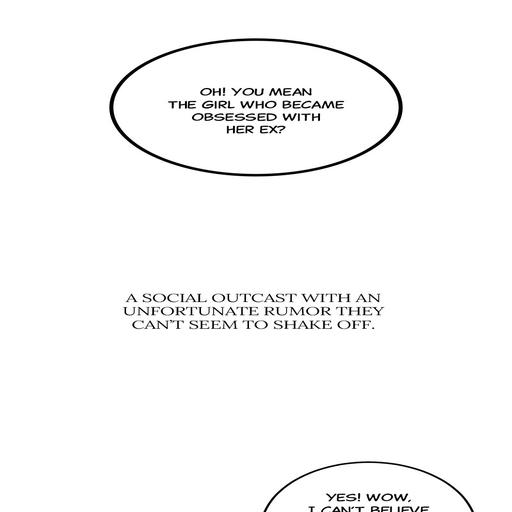 OH! YOU MEAN
THE GIRL WHO BECAME
OBSESSED WITH
HER EX?
A SOCIAL OUTCAST WITH AN
UNFORTUNATE RUMOR THEY
CAN'T SEEM TO SHAKE OFF.
YES! WOW,
I CAN'T BELIEVE